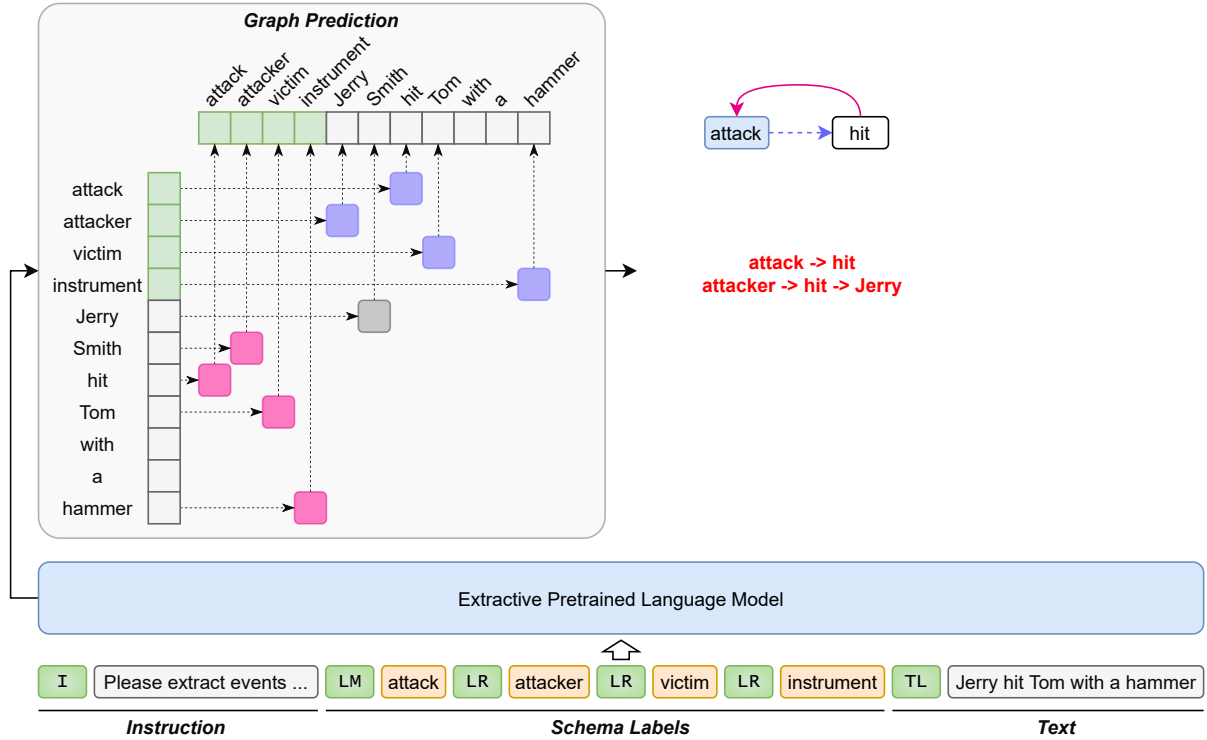 Graph Prediction
attack
attacker
victim
instrument
Jerry
Smith
hit
Tom
with
a
hammer
attack
attacker
victim
instrument
Jerry
Smith
hit
Tom
with
a
hammer
attack
hit
attack -> hit
attacker -> hit -> Jerry
Extractive Pretrained Language Model
I Please extract events ... LM attack LR attacker LR victim LR instrument TL Jerry hit Tom with a hammer
Instruction Schema Labels Text